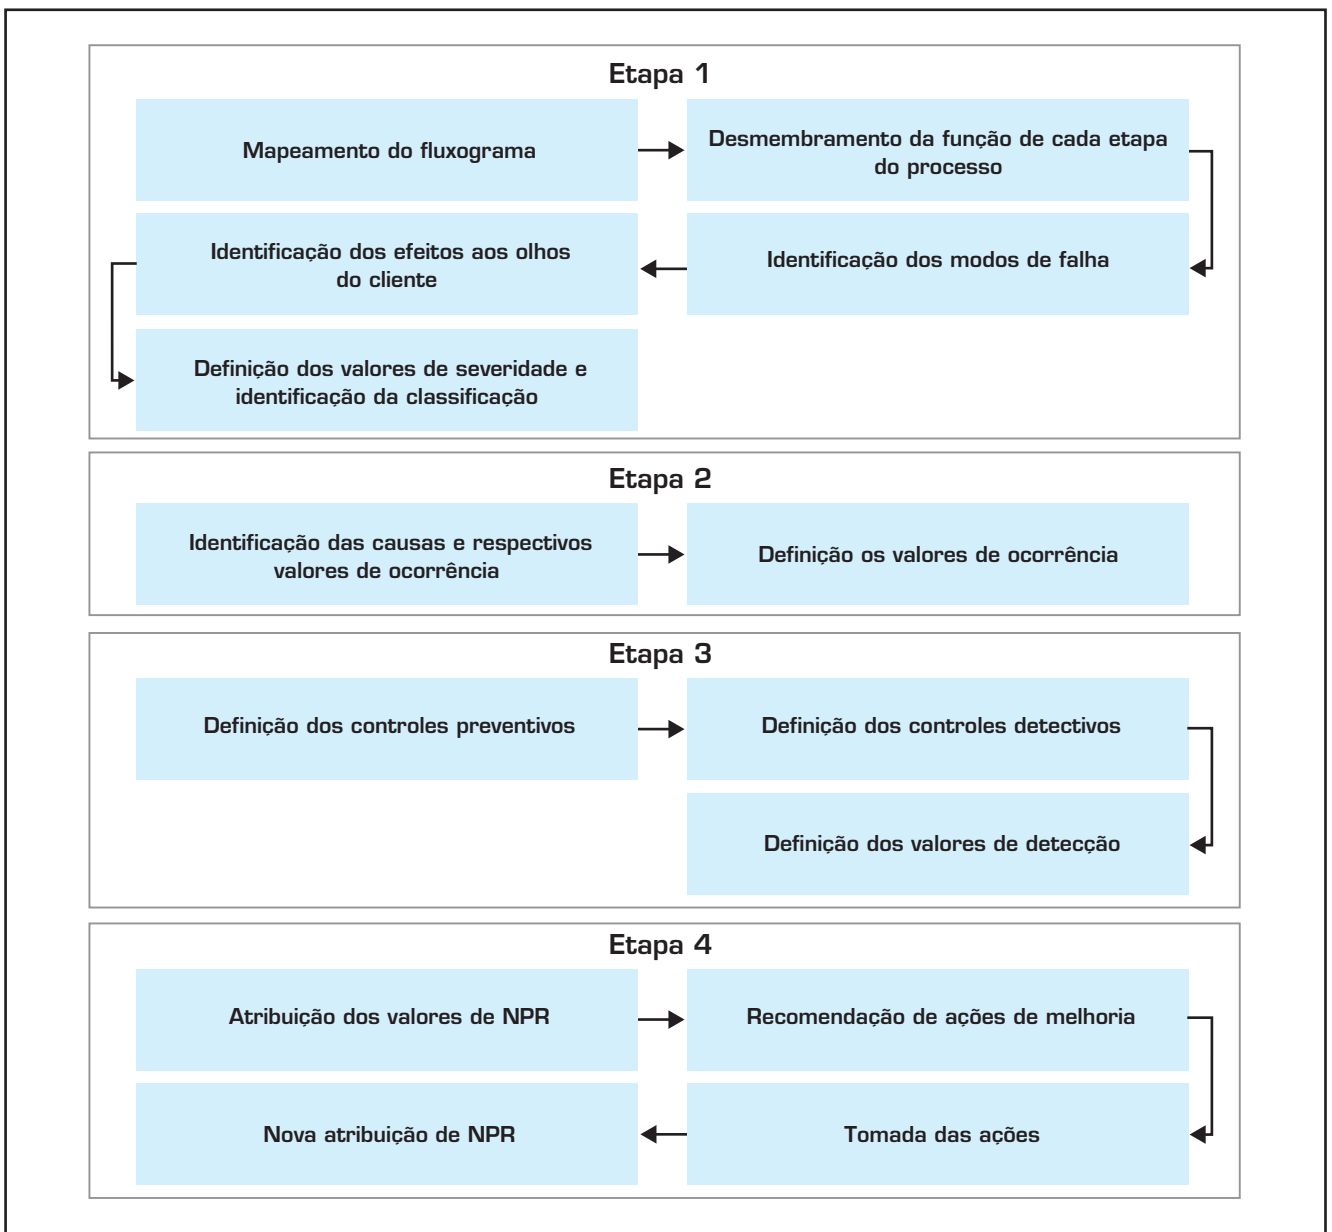 Etapa 1
Mapeamento do fluxograma
Desmembramento da função de cada etapa
do processo
Identificação dos modos de falha
Identificação dos efeitos aos olhos
do cliente
Definição dos valores de severidade e
identificação da classificação
Etapa 2
Identificação das causas e respectivos
valores de ocorrência
Definição os valores de ocorrência
Etapa 3
Definição dos controles preventivos
Definição dos controles detectivos
Definição dos valores de detecção
Etapa 4
Atribuição dos valores de NPR
Recomendação de ações de melhoria
Tomada das ações
Nova atribuição de NPR